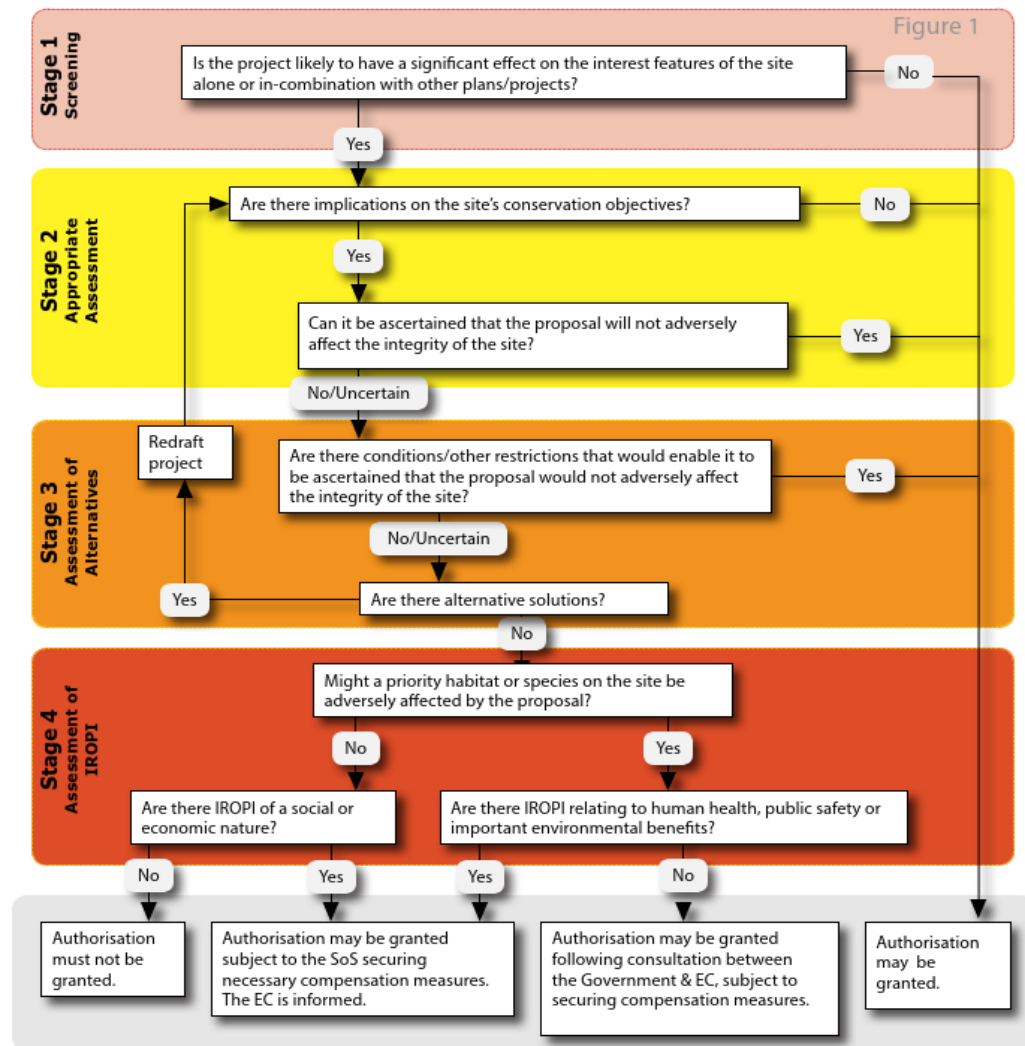 Figure 1
Stage 1
Screening
Is the project likely to have a significant effect on the interest features of the site
alone or in-combination with other plans/projects?
No
Yes
Stage 2
Appropriate
Assessment
Are there implications on the site's conservation objectives?
No
Yes
Can it be ascertained that the proposal will not adversely
affect the integrity of the site?
Yes
No/Uncertain
Stage 3
Assessment of
Alternatives
Redraft
project
Are there conditions/other restrictions that would enable it to
be ascertained that the proposal would not adversely affect
the integrity of the site?
Yes
No/Uncertain
Yes
Are there alternative solutions?
No
Stage 4
Assessment of
IROPI
Might a priority habitat or species on the site be
adversely affected by the proposal?
No
Yes
Are there IROPI of a social or
economic nature?
Are there IROPI relating to human health, public safety or
important environmental benefits?
No
Yes
Yes
No
Authorisation
must not be
granted.
Authorisation may be granted
subject to the SoS securing
necessary compensation measures.
The EC is informed.
Authorisation may be granted
following consultation between
the Government & EC, subject to
securing compensation measures.
Authorisation
may be
granted.